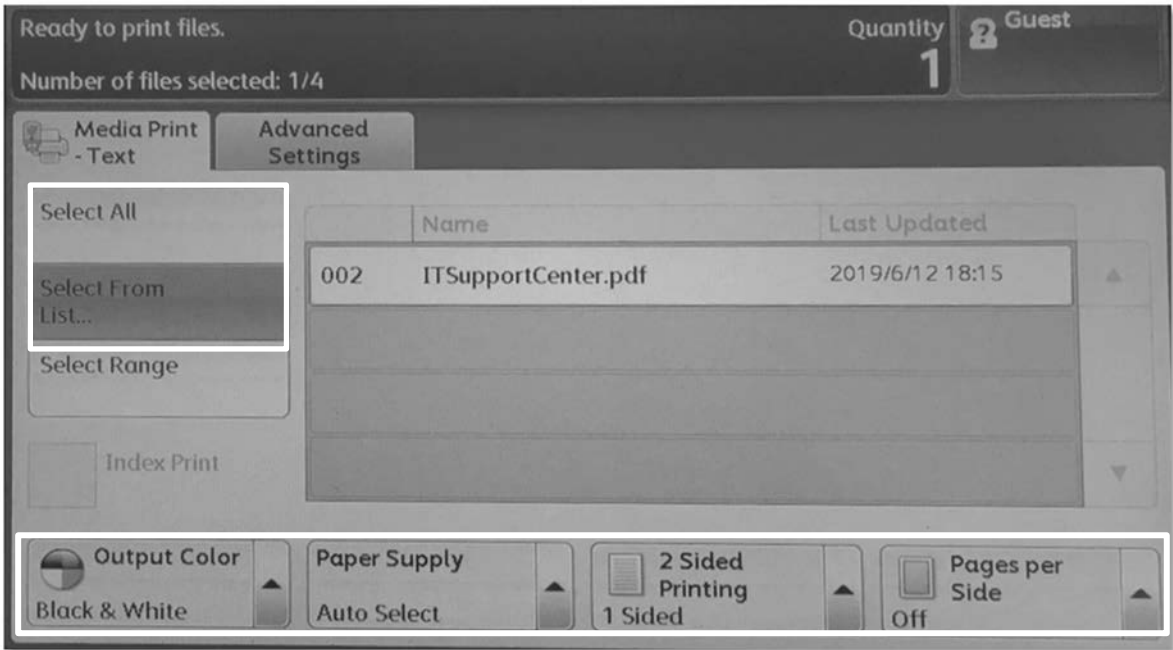 Ready to print files.
Quantity
1
Guest
Number of files selected: 1/4
Media Print
- Text
Advanced
Settings
Select All
Select From
List...
Select Range
Index Print
Name
Last Updated
002 ITSupportCenter.pdf 2019/6/12 18:15
Output Color
Black & White
Paper Supply
Auto Select
2 Sided
Printing
1 Sided
Pages per
Side
Off